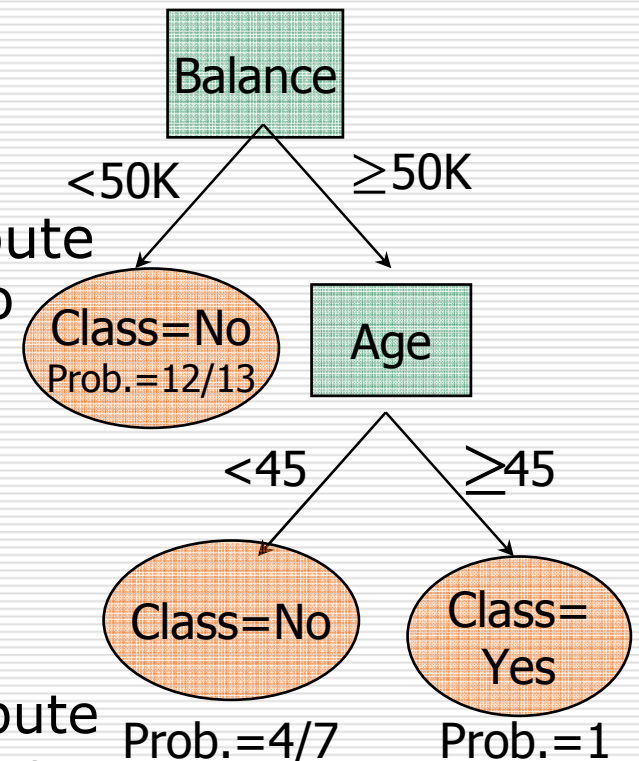 Balance
<50K
≥50K
Class=No
Prob.=12/13
Age
<45
≥45
Class=No
Class=
Yes
Prob.=4/7
Prob.=1